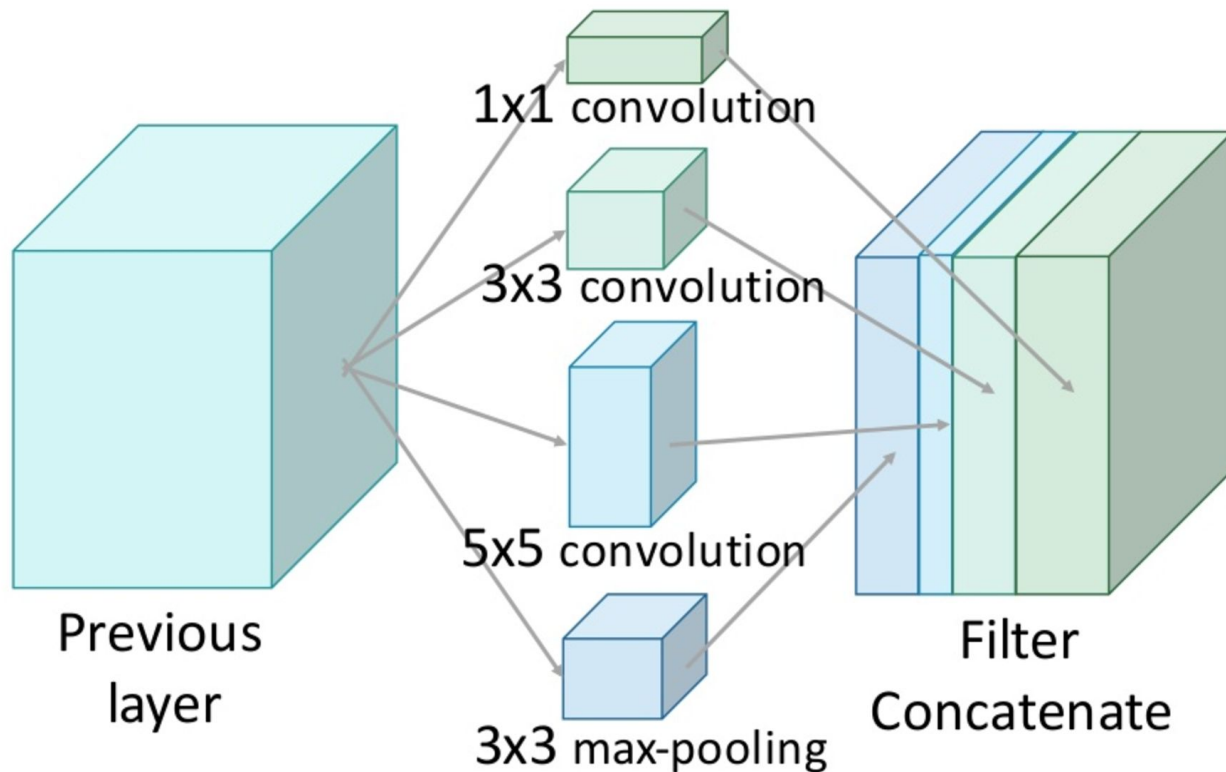 1x1 convolution
3x3 convolution
5x5 convolution
3x3 max-pooling
Previous
layer
Filter
Concatenate